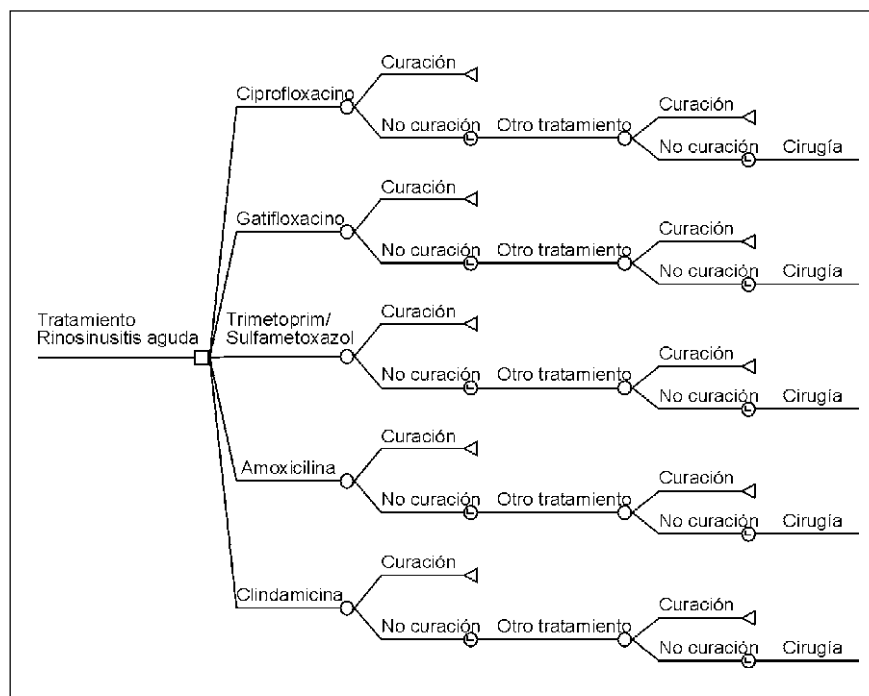 Curación
Ciprofloxacino
Curación
No curación Otro tratamiento
No curación Cirugía
Curación
Gatifloxacino
Curación
No curación Otro tratamiento
No curación Cirugía
Tratamiento
Rinosinusitis aguda
Trimetoprim/
Sulfametoxazol
Curación
Curación
No curación Otro tratamiento
No curación Cirugía
Curación
Amoxicilina
Curación
No curación Otro tratamiento
No curación Cirugía
Curación
Clindamicina
Curación
No curación Otro tratamiento
No curación Cirugía